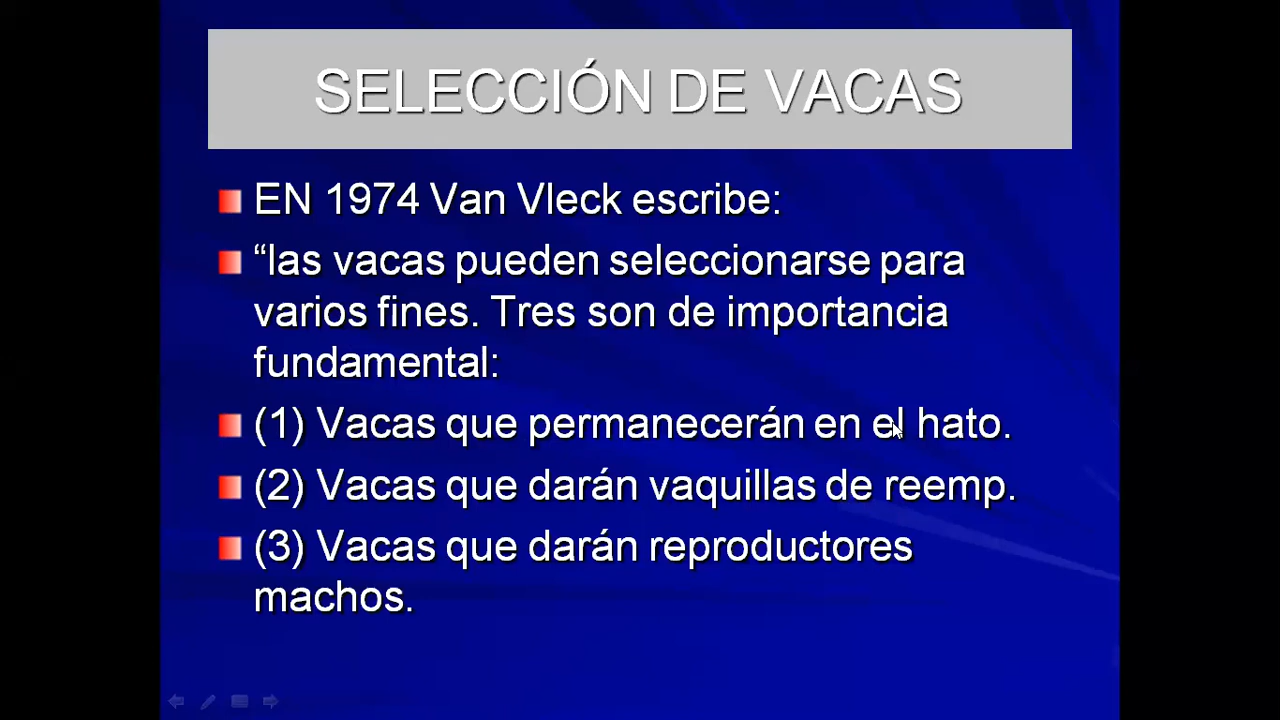 SELECCIÓN DE VACAS
EN 1974 Van Vleck escribe:
“las vacas pueden seleccionarse para
varios fines. Tres son de importancia
fundamental:
(1) Vacas que permanecerán en el hato.
(2) Vacas que darán vaquillas de reemp.
(3) Vacas que darán reproductores
machos.